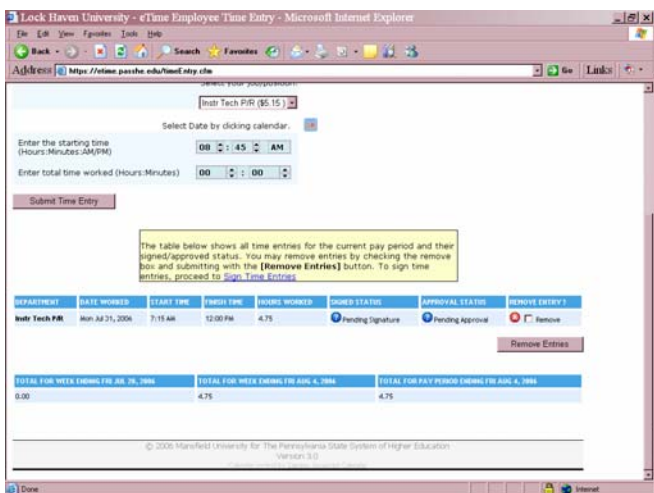 Lock Haven University - eTime Employee Time Entry - Microsoft Internet Explorer
File Edit View Favorites Tools Help
Back Search Favorites
Address https://etime.passhe.edu/timeEntry.cfm Go Links
Select your job/position:
Instr Tech P/R ($5.15 )
Select Date by clicking calendar.
Enter the starting time
(Hours:Minutes:AM/PM)
08 : 45 AM
Enter total time worked (Hours:Minutes) 00 : 00
Submit Time Entry
The table below shows all time entries for the current pay period and their
signed/approved status. You may remove entries by checking the remove
box and submitting with the [Remove Entries] button. To sign time
entries, proceed to Sign Time Entries
DEPARTMENT DATE WORKED START TIME FINISH TIME HOURS WORKED SIGNED STATUS APPROVAL STATUS REMOVE ENTRY ?
Instr Tech P/R Mon Jul 31, 2006 7:15 AM 12:00 PM 4.75 Pending Signature Pending Approval Remove
Remove Entries
TOTAL FOR WEEK ENDING FRI JUL 28, 2006 TOTAL FOR WEEK ENDING FRI AUG 4, 2006 TOTAL FOR PAY PERIOD ENDING FRI AUG 4, 2006
0.00 4.75 4.75
© 2006 Mansfield University for The Pennsylvania State System of Higher Education
Version 3.0
Done Internet